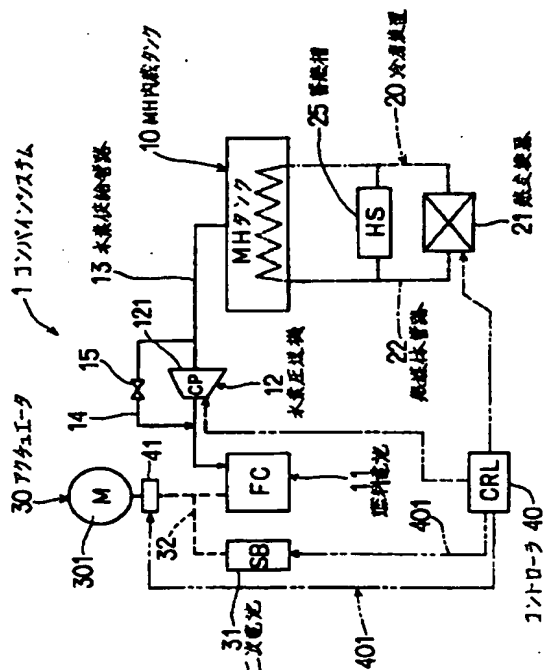 1 コンバインシステム
30 アクチュエータ
M
301
41
32
14
15
13 水素供給管路
121
CP
12 水素圧送機
10 MH内蔵タンク
MHタンク
FC
11 燃料電池
SB
31 二次電池
25 蓄熱槽
HS
20 冷房装置
22 熱媒体管路
21 熱交換器
CRL
40 コントローラ
401
401